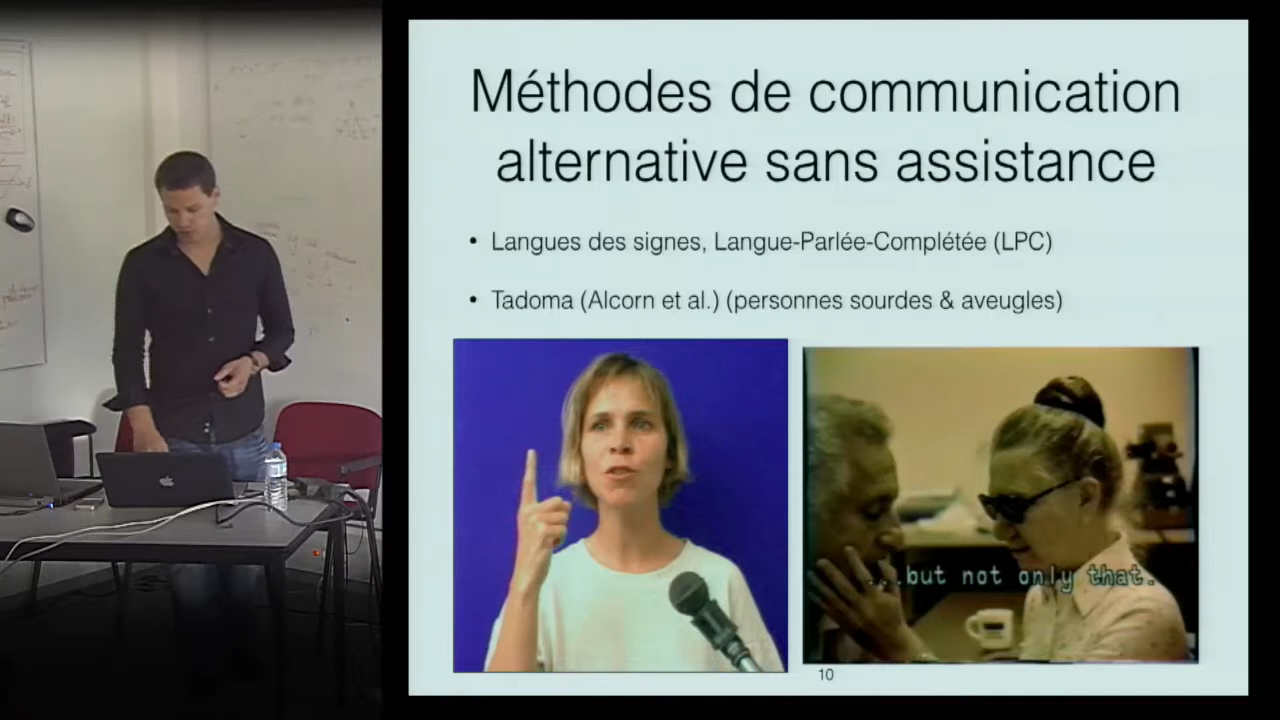 Méthodes de communication
alternative sans assistance
• Langues des signes, Langue-Parlée-Complétée (LPC)
• Tadoma (Alcorn et al.) (personnes sourdes & aveugles)
...but not only that.
10